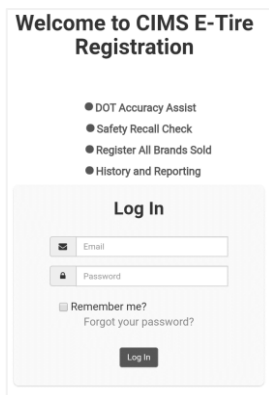 Welcome to CIMS E-Tire
Registration
DOT Accuracy Assist
Safety Recall Check
Register All Brands Sold
History and Reporting
Log In
Email
Password
Remember me?
Forgot your password?
Log In